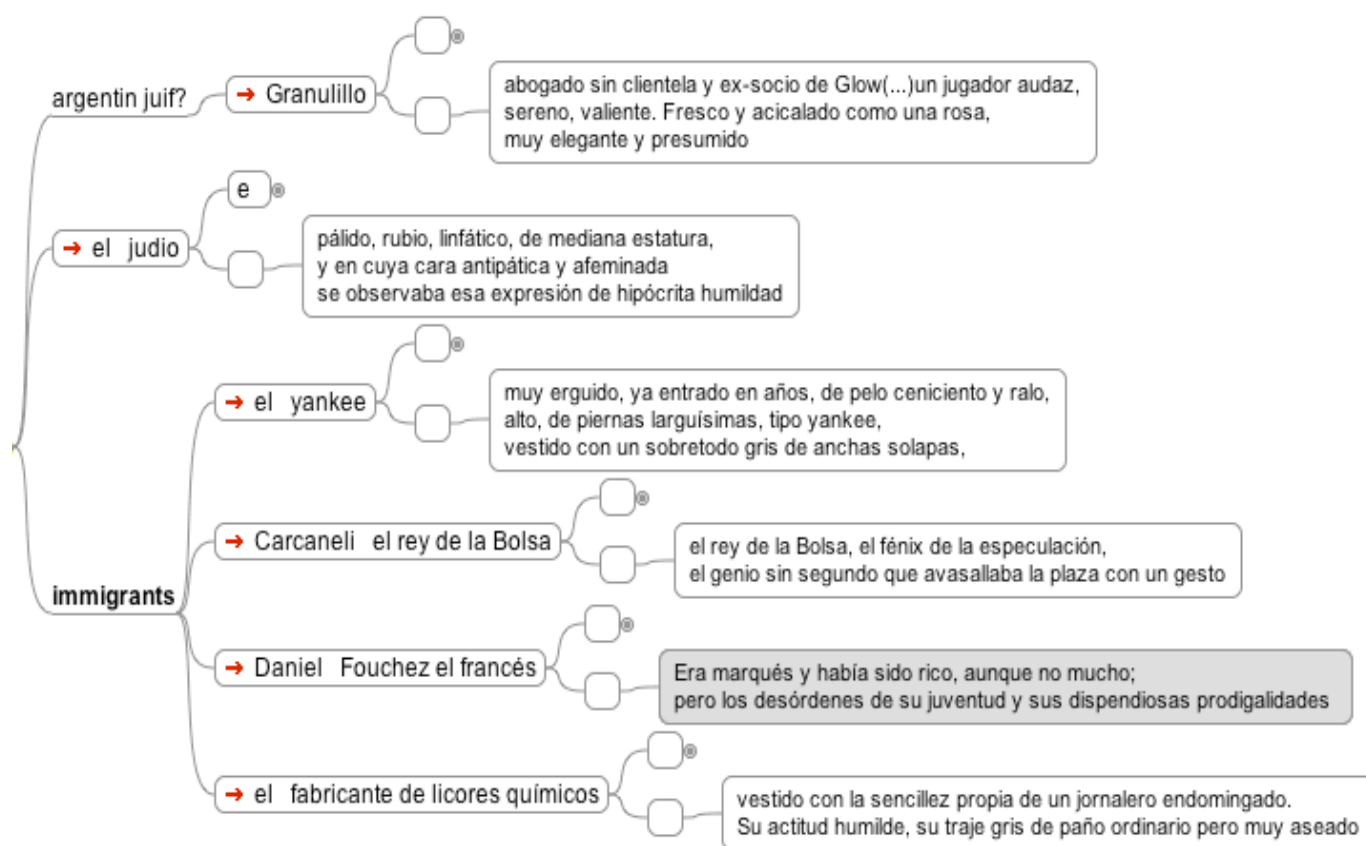 argentin juif?
→ Granulillo
abogado sin clientela y ex-socio de Glow(...)un jugador audaz,
sereno, valiente. Fresco y acicalado como una rosa,
muy elegante y presumido
→ el judio
e
pálido, rubio, linfático, de mediana estatura,
y en cuya cara antipática y afeminada
se observaba esa expresión de hipócrita humildad
immigrants
→ el yankee
muy erguido, ya entrado en años, de pelo ceniciento y ralo,
alto, de piernas larguísimas, tipo yankee,
vestido con un sobretodo gris de anchas solapas,
→ Carcaneli el rey de la Bolsa
el rey de la Bolsa, el fénix de la especulación,
el genio sin segundo que avasallaba la plaza con un gesto
→ Daniel Fouchez el francés
Era marqués y había sido rico, aunque no mucho;
pero los desórdenes de su juventud y sus dispendiosas prodigalidades
→ el fabricante de licores químicos
vestido con la sencillez propia de un jornalero endomingado.
Su actitud humilde, su traje gris de paño ordinario pero muy aseado